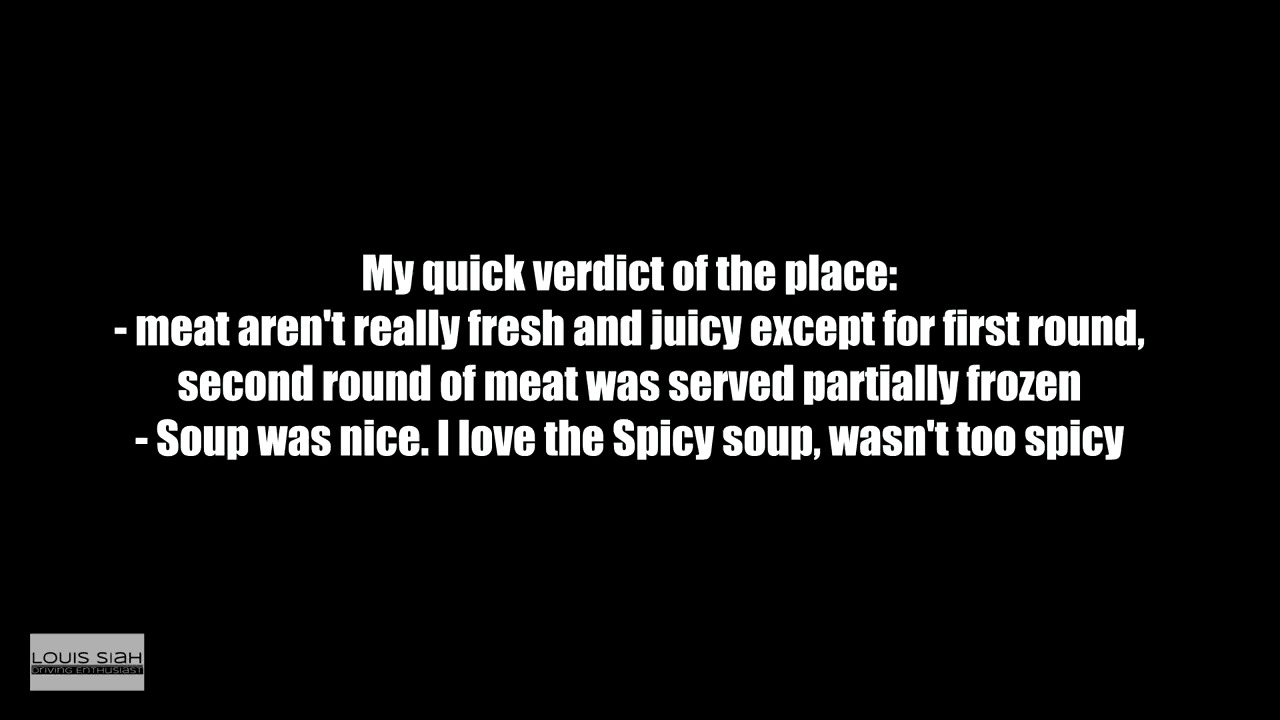 My quick verdict of the place:
- meat aren't really fresh and juicy except for first round,
second round of meat was served partially frozen
- Soup was nice. I love the Spicy soup, wasn't too spicy
LOUIS SIAH
DRIVING ENTHUSIAST